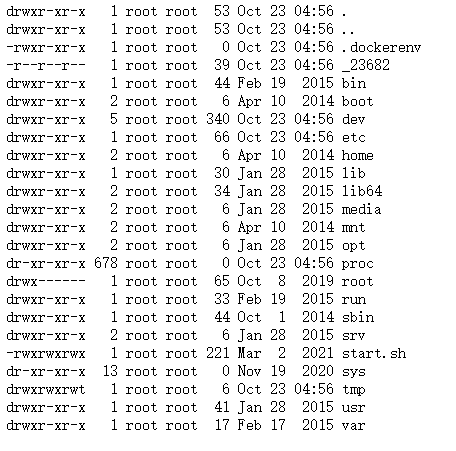 drwxr-xr-x   1 root root  53 Oct 23 04:56 .
drwxr-xr-x   1 root root  53 Oct 23 04:56 ..
-rwxr-xr-x   1 root root   0 Oct 23 04:56 .dockerenv
-r--r--r--   1 root root  39 Oct 23 04:56 _23682
drwxr-xr-x   1 root root  44 Feb 19  2015 bin
drwxr-xr-x   2 root root   6 Apr 10  2014 boot
drwxr-xr-x   5 root root 340 Oct 23 04:56 dev
drwxr-xr-x   1 root root  66 Oct 23 04:56 etc
drwxr-xr-x   2 root root   6 Apr 10  2014 home
drwxr-xr-x   1 root root  30 Jan 28  2015 lib
drwxr-xr-x   2 root root  34 Jan 28  2015 lib64
drwxr-xr-x   2 root root   6 Jan 28  2015 media
drwxr-xr-x   2 root root   6 Apr 10  2014 mnt
drwxr-xr-x   2 root root   6 Jan 28  2015 opt
dr-xr-xr-x 678 root root   0 Oct 23 04:56 proc
drwx------   1 root root  65 Oct  8  2019 root
drwxr-xr-x   1 root root  33 Feb 19  2015 run
drwxr-xr-x   1 root root  44 Oct  1  2014 sbin
drwxr-xr-x   2 root root   6 Jan 28  2015 srv
-rwxrwxrwx   1 root root 221 Mar  2  2021 start.sh
dr-xr-xr-x  13 root root   0 Nov 19  2020 sys
drwxrwxrwt   1 root root   6 Oct 23 04:56 tmp
drwxr-xr-x   1 root root  41 Jan 28  2015 usr
drwxr-xr-x   1 root root  17 Feb 17  2015 var